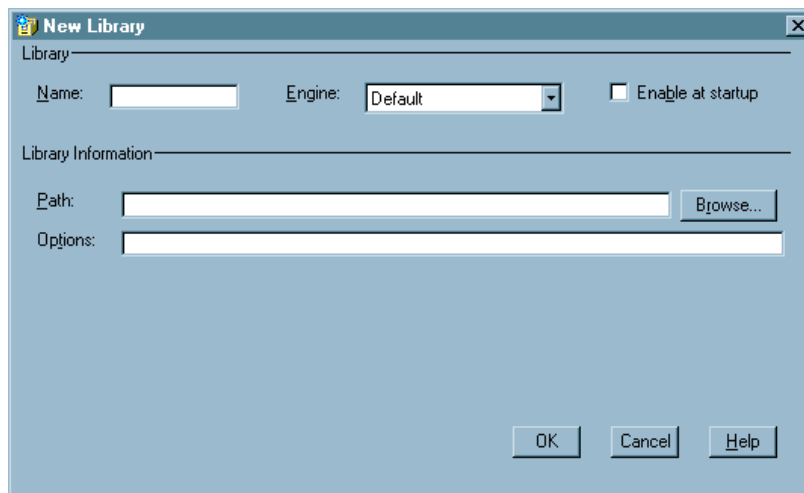 New Library
Library
Name: Engine: Default Enable at startup
Library Information
Path: Browse...
Options:
OK Cancel Help